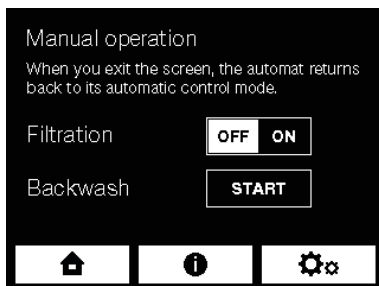 Manual operation
When you exit the screen, the automat returns
back to its automatic control mode.
Filtration OFF ON
Backwash START